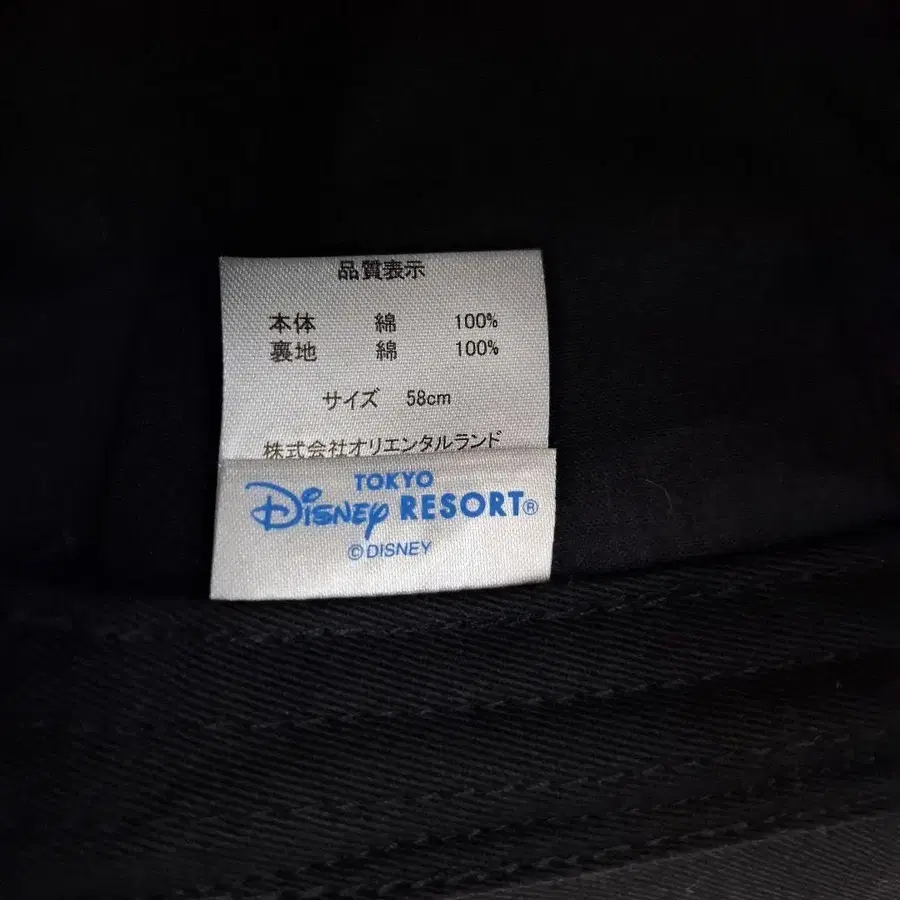 品質表示
本体 綿 100%
裏地 綿 100%
サイズ 58cm
株式会社オリエンタルランド
TOKYO
Disney RESORT®
©DISNEY